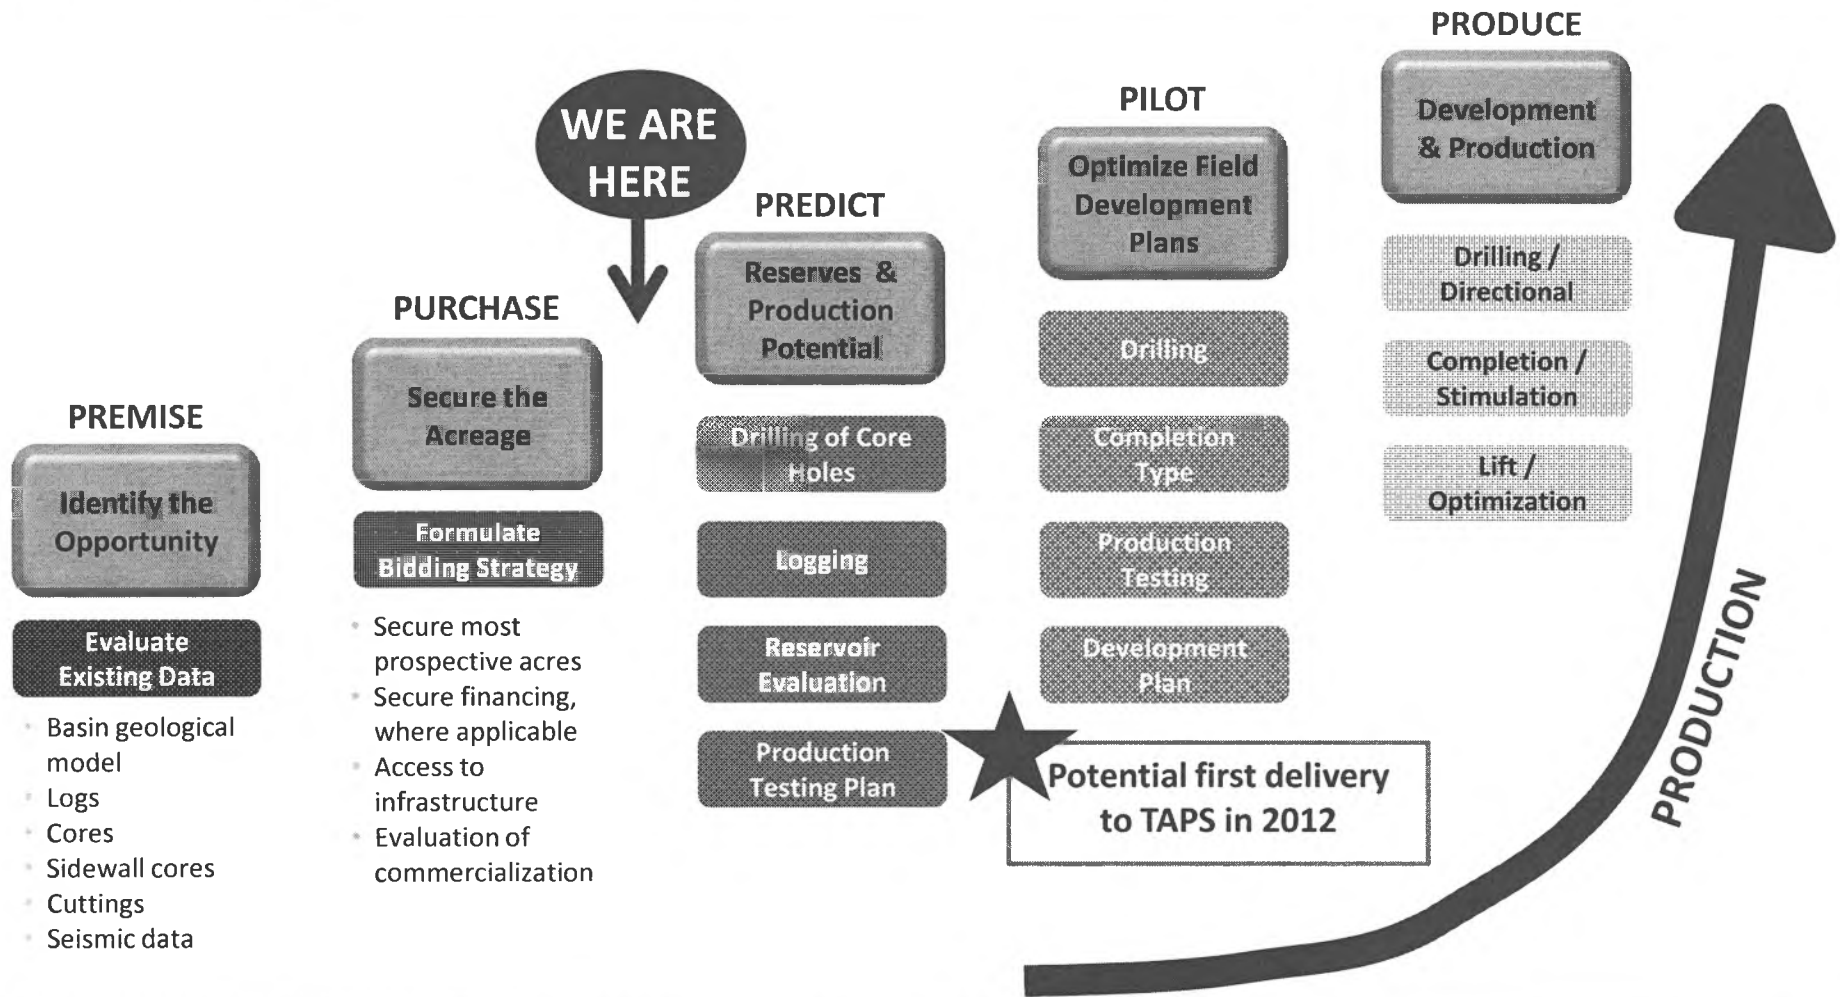 PREMISE
Identify the
Opportunity
Evaluate
Existing Data
Basin geological
model
Logs
Cores
Sidewall cores
Cuttings
Seismic data
PURCHASE
Secure the
Acreage
Formulate
Bidding Strategy
Secure most
prospective acres
Secure financing,
where applicable
Access to
infrastructure
Evaluation of
commercialization
WE ARE
HERE
PREDICT
Reserves &
Production
Potential
Drilling of Core
Holes
Logging
Reservoir
Evaluation
Production
Testing Plan
PILOT
Optimize Field
Development
Plans
Drilling
Completion
Type
Production
Testing
Development
Plan
Potential first delivery
to TAPS in 2012
PRODUCE
Development
& Production
Drilling /
Directional
Completion /
Stimulation
Lift /
Optimization
PRODUCTION